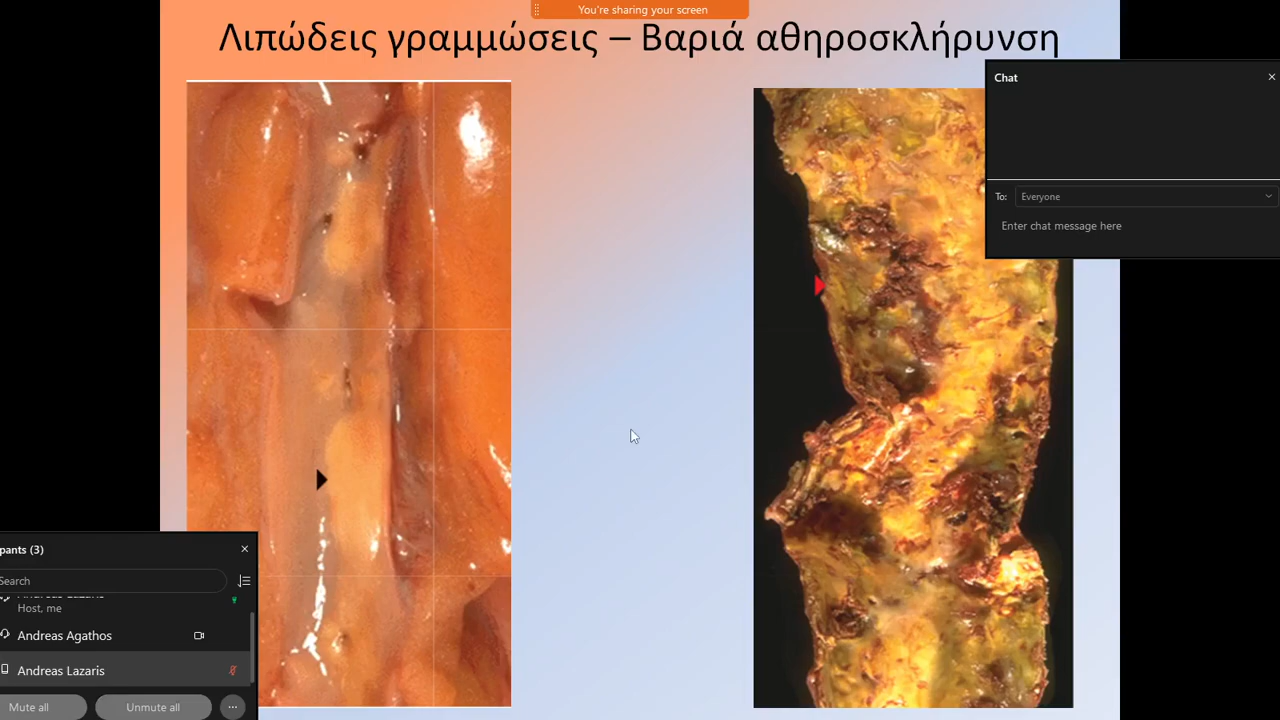 You're sharing your screen
Λιπώδεις γραμμώσεις – Βαριά αθηροσκλήρυνση
Chat
To: Everyone
Enter chat message here
pants (3)
Search
Host, me
Andreas Agathos
Andreas Lazaris
Mute all
Unmute all